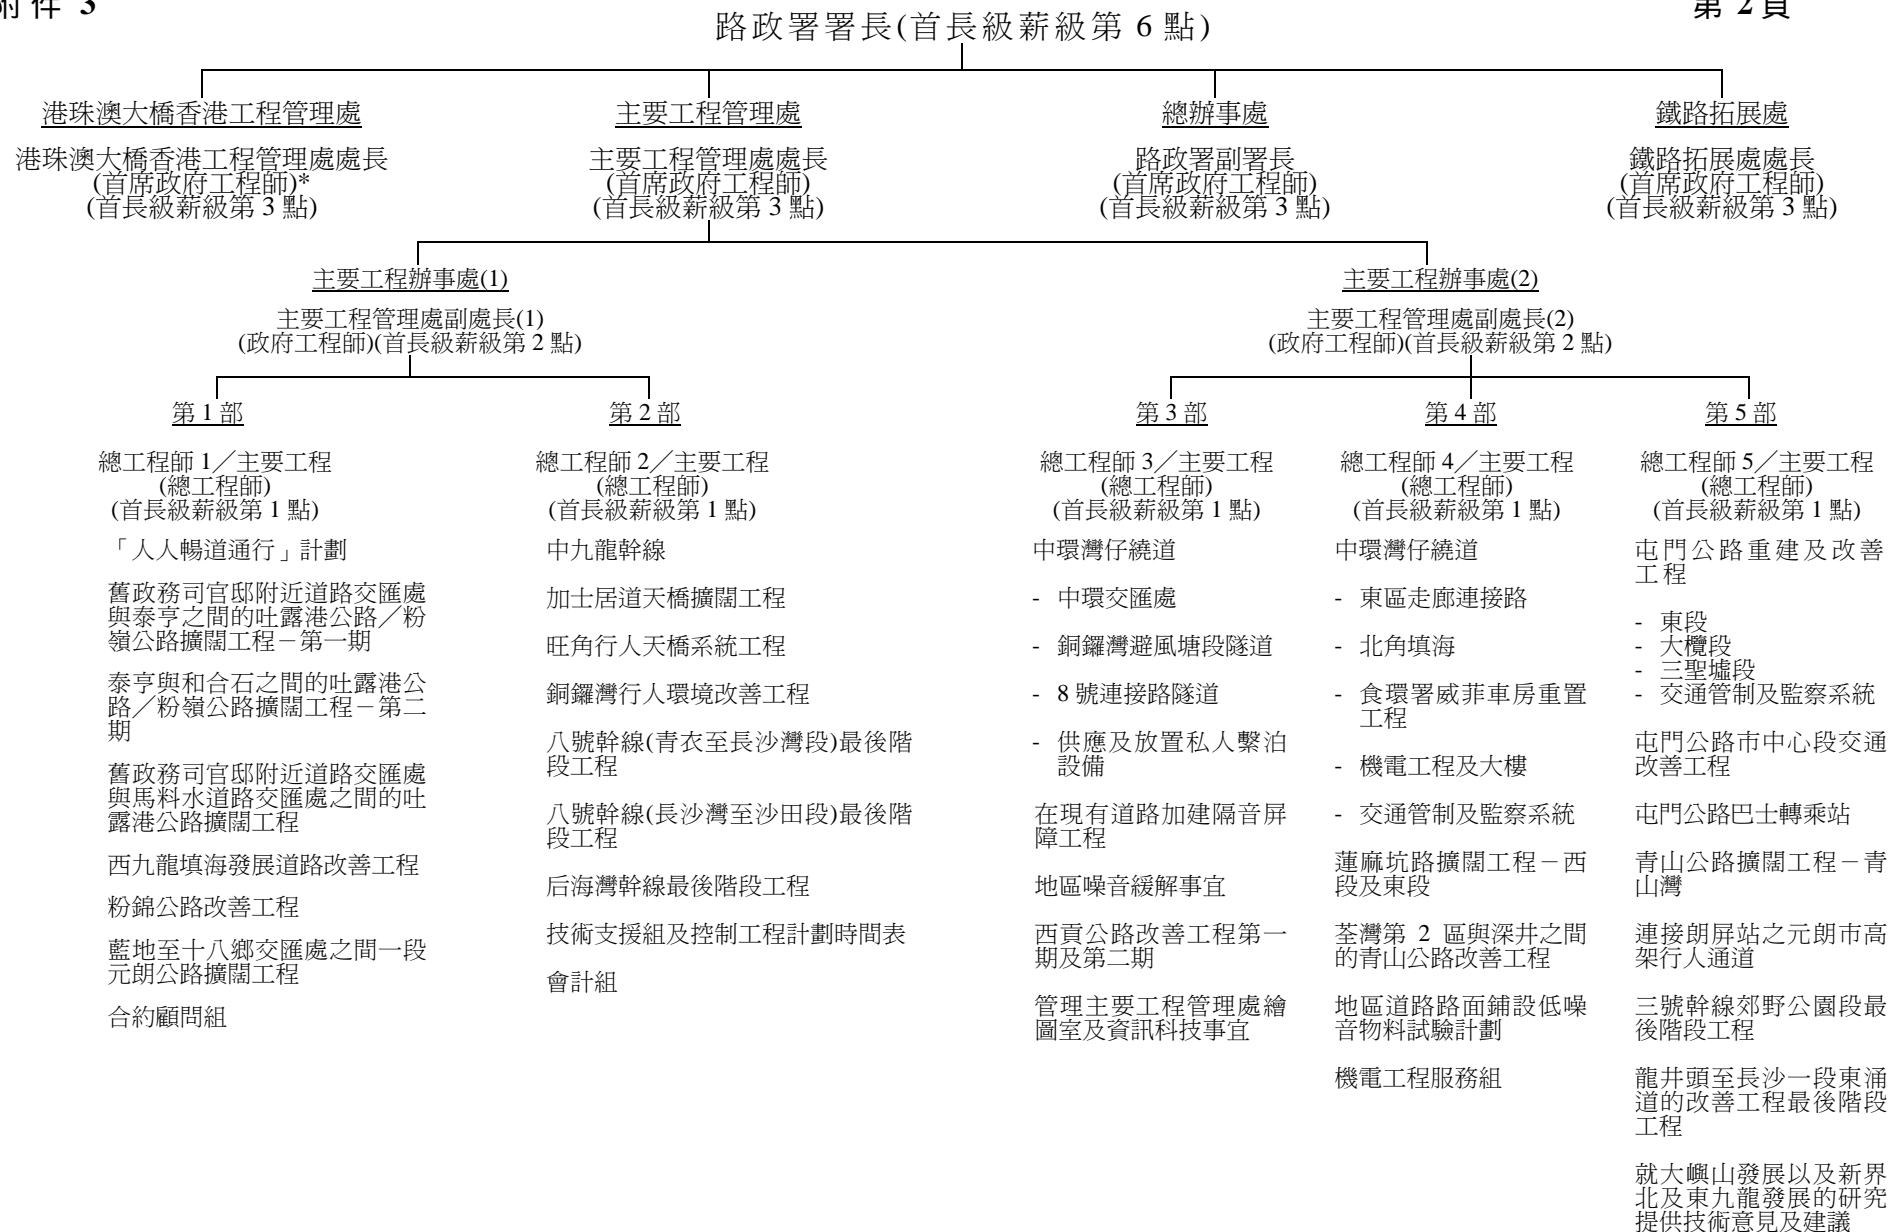 附件 3
第 2 頁
路政署署長(首長級薪級第 6 點)
港珠澳大橋香港工程管理處
港珠澳大橋香港工程管理處處長
(首席政府工程師)*
(首長級薪級第 3 點)
主要工程管理處
主要工程管理處處長
(首席政府工程師)
(首長級薪級第 3 點)
總辦事處
路政署副署長
(首席政府工程師)
(首長級薪級第 3 點)
鐵路拓展處
鐵路拓展處處長
(首席政府工程師)
(首長級薪級第 3 點)
主要工程辦事處(1)
主要工程管理處副處長(1)
(政府工程師)(首長級薪級第 2 點)
主要工程辦事處(2)
主要工程管理處副處長(2)
(政府工程師)(首長級薪級第 2 點)
第 1 部
總工程師 1／主要工程
(總工程師)
(首長級薪級第 1 點)
「人人暢道通行」計劃
舊政務司官邸附近道路交匯處
與泰亨之間的吐露港公路／粉
嶺公路擴闊工程－第一期
泰亨與和合石之間的吐露港公
路／粉嶺公路擴闊工程－第二
期
舊政務司官邸附近道路交匯處
與馬料水道路交匯處之間的吐
露港公路擴闊工程
西九龍填海發展道路改善工程
粉錦公路改善工程
藍地至十八鄉交匯處之間一段
元朗公路擴闊工程
合約顧問組
第 2 部
總工程師 2／主要工程
(總工程師)
(首長級薪級第 1 點)
中九龍幹線
加士居道天橋擴闊工程
旺角行人天橋系統工程
銅鑼灣行人環境改善工程
八號幹線(青衣至長沙灣段)最後階
段工程
八號幹線(長沙灣至沙田段)最後階
段工程
后海灣幹線最後階段工程
技術支援組及控制工程計劃時間表
會計組
第 3 部
總工程師 3／主要工程
(總工程師)
(首長級薪級第 1 點)
中環灣仔繞道
- 中環交匯處
- 銅鑼灣避風塘段隧道
- 8 號連接路隧道
- 供應及放置私人繫泊
設備
在現有道路加建隔音屏
障工程
地區噪音緩解事宜
西貢公路改善工程第一
期及第二期
管理主要工程管理處繪
圖室及資訊科技事宜
第 4 部
總工程師 4／主要工程
(總工程師)
(首長級薪級第 1 點)
中環灣仔繞道
- 東區走廊連接路
- 北角填海
- 食環署威菲車房重置
工程
- 機電工程及大樓
- 交通管制及監察系統
蓮麻坑路擴闊工程－西
段及東段
荃灣第 2 區與深井之間
的青山公路改善工程
地區道路路面鋪設低噪
音物料試驗計劃
機電工程服務組
第 5 部
總工程師 5／主要工程
(總工程師)
(首長級薪級第 1 點)
屯門公路重建及改善
工程
- 東段
- 大欖段
- 三聖墟段
- 交通管制及監察系統
屯門公路市中心段交通
改善工程
屯門公路巴士轉乘站
青山公路擴闊工程－青
山灣
連接朗屏站之元朗市高
架行人通道
三號幹線郊野公園段最
後階段工程
龍井頭至長沙一段東涌
道的改善工程最後階段
工程
就大嶼山發展以及新界
北及東九龍發展的研究
提供技術意見及建議